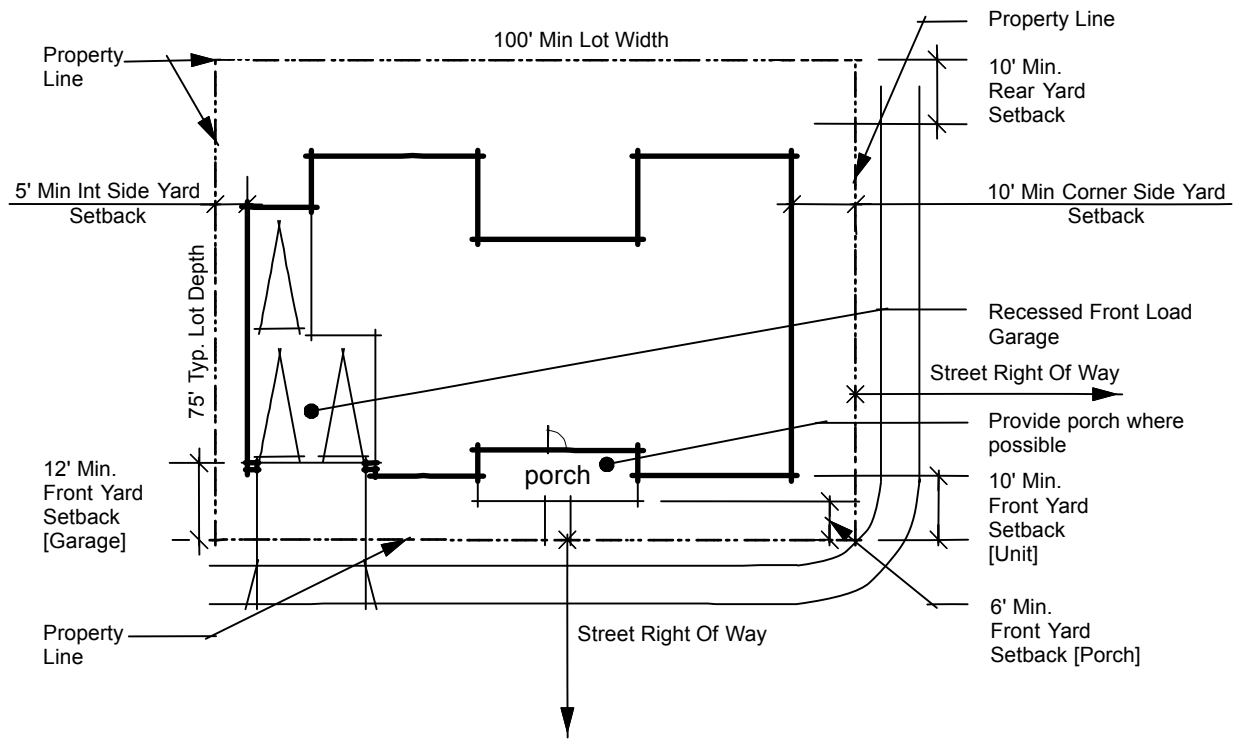 Property
Line
100' Min Lot Width
Property Line
10' Min.
Rear Yard
Setback
5' Min Int Side Yard
Setback
10' Min Corner Side Yard
Setback
75' Typ. Lot Depth
Recessed Front Load
Garage
Street Right Of Way
Provide porch where
possible
porch
12' Min.
Front Yard
Setback
[Garage]
10' Min.
Front Yard
Setback
[Unit]
6' Min.
Front Yard
Setback [Porch]
Property
Line
Street Right Of Way